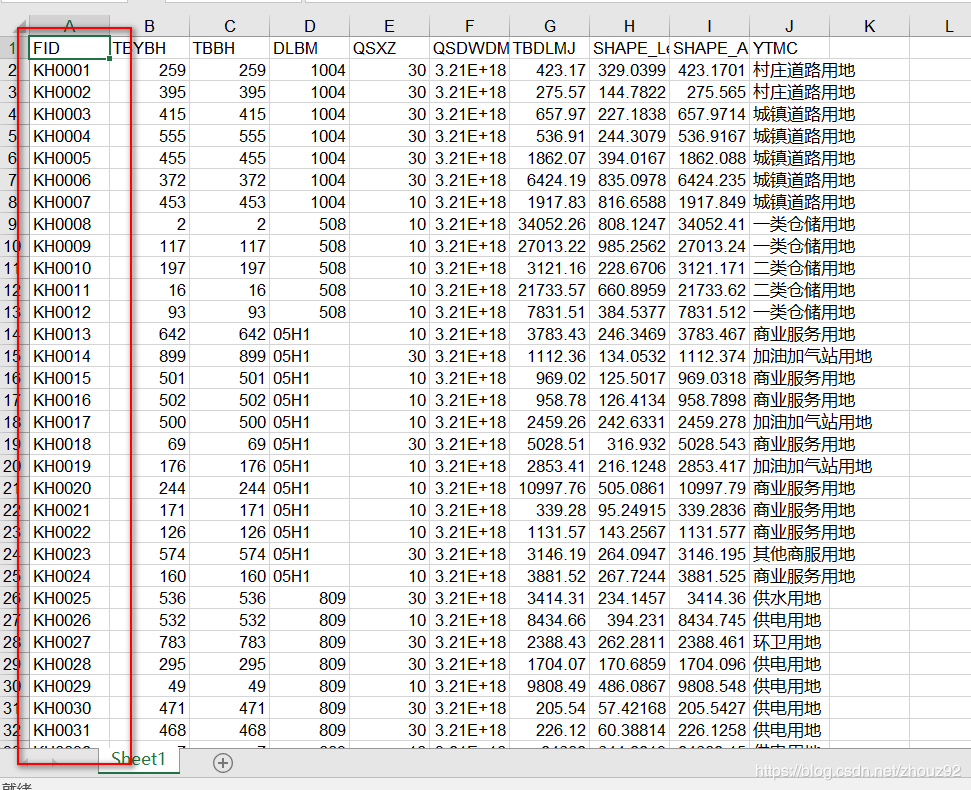 A B C D E F G H I J K L
1 FID TBYBH TBBH DLBM QSXZ QSDWDM TBDLMJ SHAPE_Le SHAPE_A YTMC
2 KH0001 259 259 1004 30 3.21E+18 423.17 329.0399 423.1701 村庄道路用地
3 KH0002 395 395 1004 30 3.21E+18 275.57 144.7822 275.565 村庄道路用地
4 KH0003 415 415 1004 30 3.21E+18 657.97 227.1838 657.9714 城镇道路用地
5 KH0004 555 555 1004 30 3.21E+18 536.91 244.3079 536.9167 城镇道路用地
6 KH0005 455 455 1004 30 3.21E+18 1862.07 394.0167 1862.088 城镇道路用地
7 KH0006 372 372 1004 30 3.21E+18 6424.19 835.0978 6424.235 城镇道路用地
8 KH0007 453 453 1004 10 3.21E+18 1917.83 816.6588 1917.849 城镇道路用地
9 KH0008 2 2 508 10 3.21E+18 34052.26 808.1247 34052.41 一类仓储用地
10 KH0009 117 117 508 10 3.21E+18 27013.22 985.2562 27013.24 一类仓储用地
11 KH0010 197 197 508 10 3.21E+18 3121.16 228.6706 3121.171 二类仓储用地
12 KH0011 16 16 508 10 3.21E+18 21733.57 660.8959 21733.62 二类仓储用地
13 KH0012 93 93 508 10 3.21E+18 7831.51 384.5377 7831.512 一类仓储用地
14 KH0013 642 642 05H1 10 3.21E+18 3783.43 246.3469 3783.467 商业服务用地
15 KH0014 899 899 05H1 30 3.21E+18 1112.36 134.0532 1112.374 加油加气站用地
16 KH0015 501 501 05H1 10 3.21E+18 969.02 125.5017 969.0318 商业服务用地
17 KH0016 502 502 05H1 10 3.21E+18 958.78 126.4134 958.7898 商业服务用地
18 KH0017 500 500 05H1 10 3.21E+18 2459.26 242.6331 2459.278 加油加气站用地
19 KH0018 69 69 05H1 30 3.21E+18 5028.51 316.932 5028.543 商业服务用地
20 KH0019 176 176 05H1 10 3.21E+18 2853.41 216.1248 2853.417 加油加气站用地
21 KH0020 244 244 05H1 10 3.21E+18 10997.76 505.0861 10997.79 商业服务用地
22 KH0021 171 171 05H1 10 3.21E+18 339.28 95.24915 339.2836 商业服务用地
23 KH0022 126 126 05H1 10 3.21E+18 1131.57 143.2567 1131.577 商业服务用地
24 KH0023 574 574 05H1 30 3.21E+18 3146.19 264.0947 3146.195 其他商服用地
25 KH0024 160 160 05H1 10 3.21E+18 3881.52 267.7244 3881.525 商业服务用地
26 KH0025 536 536 809 30 3.21E+18 3414.31 234.1457 3414.36 供水用地
27 KH0026 532 532 809 10 3.21E+18 8434.66 394.231 8434.745 供电用地
28 KH0027 783 783 809 30 3.21E+18 2388.43 262.2811 2388.461 环卫用地
29 KH0028 295 295 809 30 3.21E+18 1704.07 170.6859 1704.096 供电用地
30 KH0029 49 49 809 10 3.21E+18 9808.49 486.0867 9808.548 供电用地
31 KH0030 471 471 809 30 3.21E+18 205.54 57.42168 205.5427 供电用地
32 KH0031 468 468 809 30 3.21E+18 226.12 60.38814 226.1258 供电用地
Sheet1
https://blog.csdn.net/zhouz92
就绪